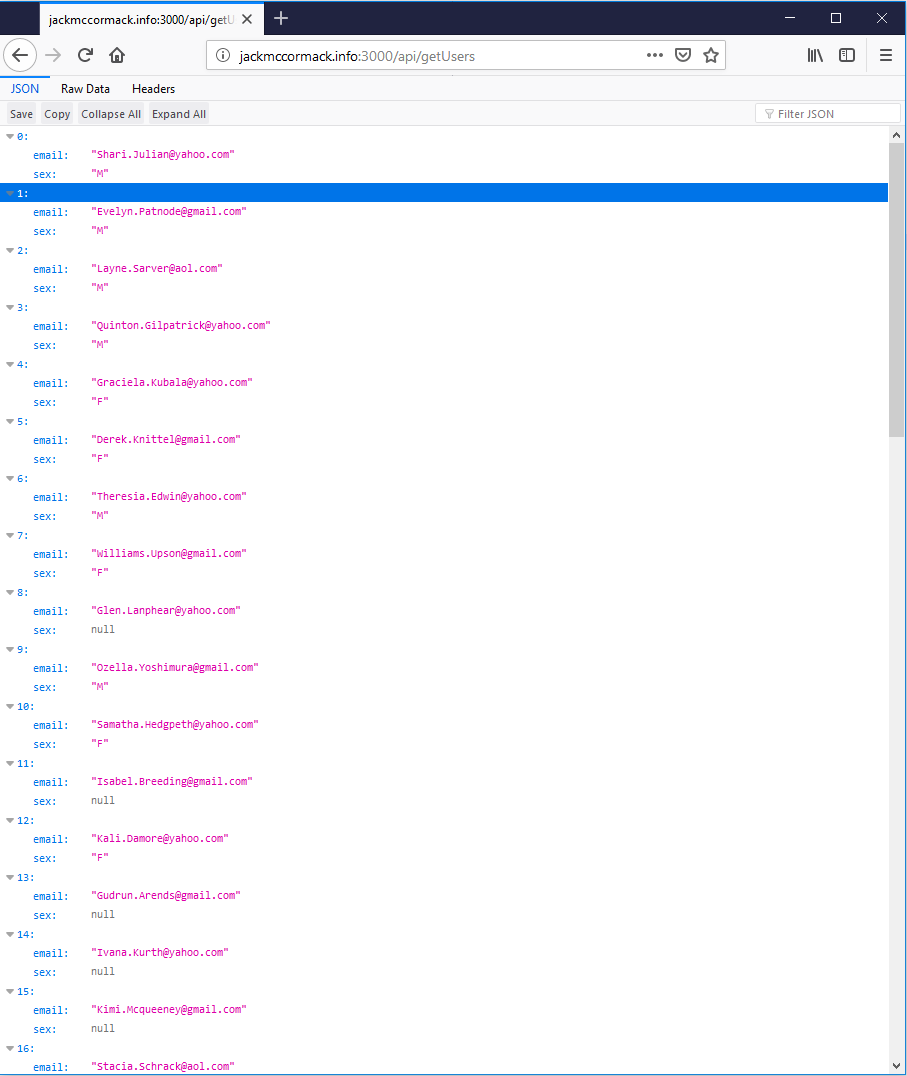 jackmccormack.info:3000/api/getU
jackmccormack.info:3000/api/getUsers
JSON Raw Data Headers
Save Copy Collapse All Expand All Filter JSON
0:
email: "Shari.Julian@yahoo.com"
sex: "M"
1:
email: "Evelyn.Patnode@gmail.com"
sex: "M"
2:
email: "Layne.Sarver@aol.com"
sex: "M"
3:
email: "Quinton.Gilpatrick@yahoo.com"
sex: "M"
4:
email: "Graciela.Kubala@yahoo.com"
sex: "F"
5:
email: "Derek.Knittel@gmail.com"
sex: "F"
6:
email: "Theresia.Edwin@yahoo.com"
sex: "M"
7:
email: "Williams.Upson@gmail.com"
sex: "F"
8:
email: "Glen.Lanphear@yahoo.com"
sex: null
9:
email: "Ozella.Yoshimura@gmail.com"
sex: "M"
10:
email: "Samatha.Hedgpeth@yahoo.com"
sex: "F"
11:
email: "Isabel.Breeding@gmail.com"
sex: null
12:
email: "Kali.Damore@yahoo.com"
sex: "F"
13:
email: "Gudrun.Arends@gmail.com"
sex: null
14:
email: "Ivana.Kurth@yahoo.com"
sex: null
15:
email: "Kimi.Mcqueeney@gmail.com"
sex: null
16:
email: "Stacia.Schrack@aol.com"